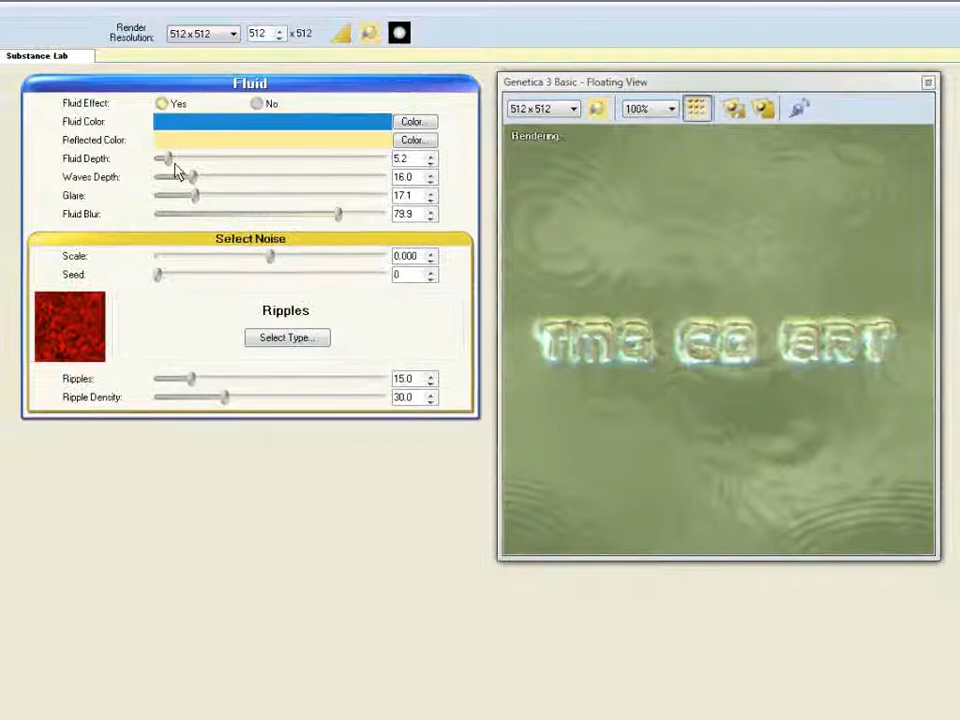 Render
Resolution:
512 x 512
512
x 512
Substance Lab
Fluid
Fluid Effect:
Yes
No
Fluid Color:
Color...
Reflected Color:
Color...
Fluid Depth:
5.2
Waves Depth:
16.0
Glare:
17.1
Fluid Blur:
79.9
Select Noise
Scale:
0.000
Seed:
0
Ripples
Select Type...
Ripples:
15.0
Ripple Density:
30.0
Genetica 3 Basic - Floating View
512 x 512
100%
Rendering..
TMG CG ART